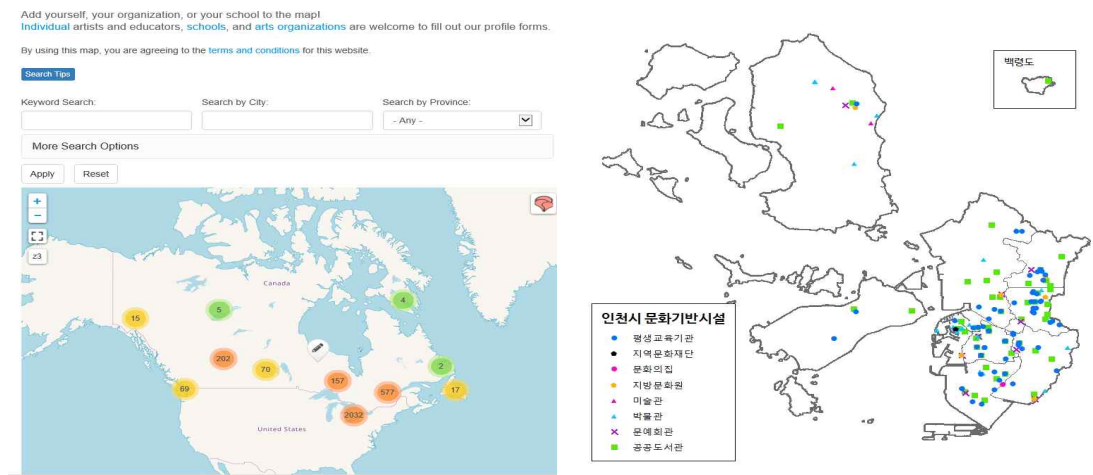 Add yourself, your organization, or your school to the map!
Individual artists and educators, schools, and arts organizations are welcome to fill out our profile forms.
By using this map, you are agreeing to the terms and conditions for this website.
Search Tips
Keyword Search:
Search by City:
Search by Province:
- Any -
More Search Options
Apply
Reset
+
−
z3
Canada
4
5
15
202
70
2
157
69
577
17
2032
United States
백령도
인천시 문화기반시설
평생교육기관
지역문화재단
문화의집
지방문화원
미술관
박물관
문예회관
공공도서관